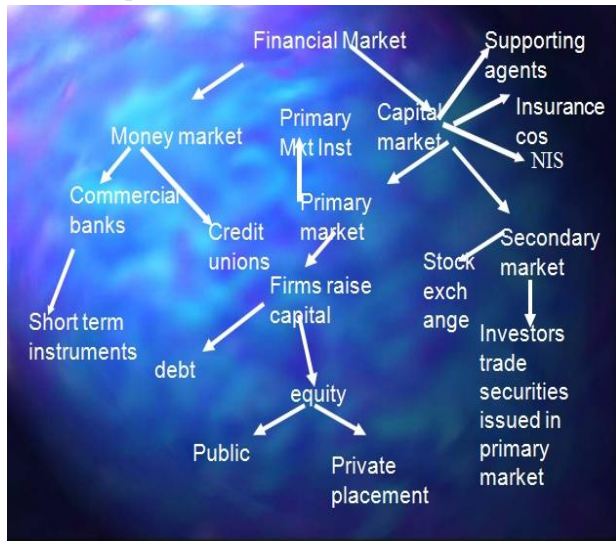 Financial Market
Supporting
agents
Primary
Mkt Inst
Capital
market
Insurance
cos
NIS
Money market
Commercial
banks
Credit
unions
Primary
market
Secondary
market
Stock
exch
ange
Firms raise
capital
Short term
instruments
debt
Investors
trade
securities
issued in
primary
market
equity
Public
Private
placement